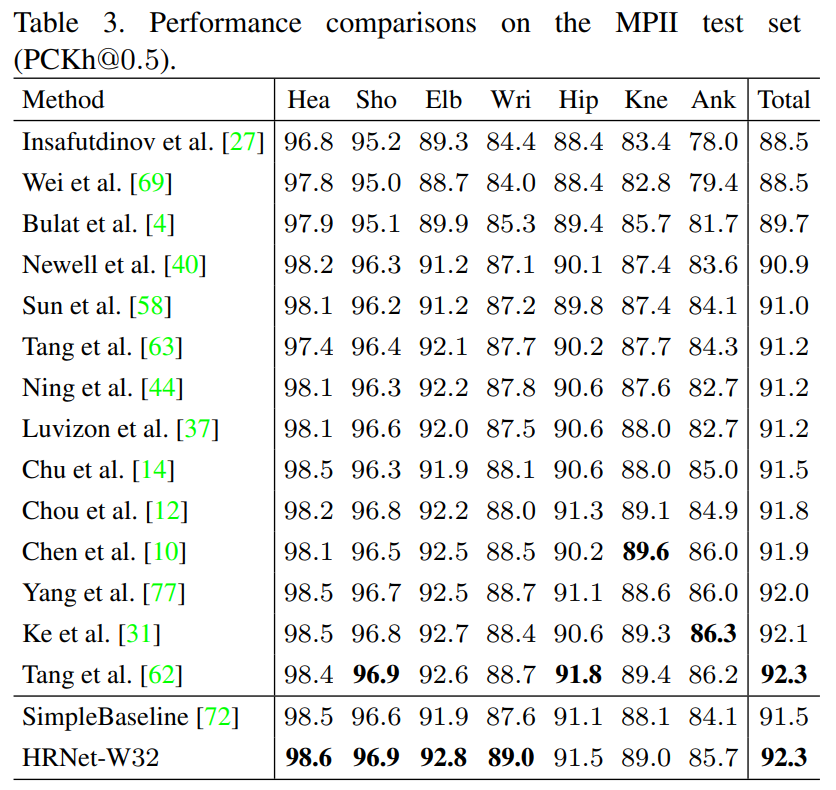 Table 3. Performance comparisons on the MPII test set
(PCKh@0.5).
Method Hea Sho Elb Wri Hip Kne Ank Total
Insafutdinov et al. [27] 96.8 95.2 89.3 84.4 88.4 83.4 78.0 88.5
Wei et al. [69] 97.8 95.0 88.7 84.0 88.4 82.8 79.4 88.5
Bulat et al. [4] 97.9 95.1 89.9 85.3 89.4 85.7 81.7 89.7
Newell et al. [40] 98.2 96.3 91.2 87.1 90.1 87.4 83.6 90.9
Sun et al. [58] 98.1 96.2 91.2 87.2 89.8 87.4 84.1 91.0
Tang et al. [63] 97.4 96.4 92.1 87.7 90.2 87.7 84.3 91.2
Ning et al. [44] 98.1 96.3 92.2 87.8 90.6 87.6 82.7 91.2
Luvizon et al. [37] 98.1 96.6 92.0 87.5 90.6 88.0 82.7 91.2
Chu et al. [14] 98.5 96.3 91.9 88.1 90.6 88.0 85.0 91.5
Chou et al. [12] 98.2 96.8 92.2 88.0 91.3 89.1 84.9 91.8
Chen et al. [10] 98.1 96.5 92.5 88.5 90.2 89.6 86.0 91.9
Yang et al. [77] 98.5 96.7 92.5 88.7 91.1 88.6 86.0 92.0
Ke et al. [31] 98.5 96.8 92.7 88.4 90.6 89.3 86.3 92.1
Tang et al. [62] 98.4 96.9 92.6 88.7 91.8 89.4 86.2 92.3
SimpleBaseline [72] 98.5 96.6 91.9 87.6 91.1 88.1 84.1 91.5
HRNet-W32 98.6 96.9 92.8 89.0 91.5 89.0 85.7 92.3